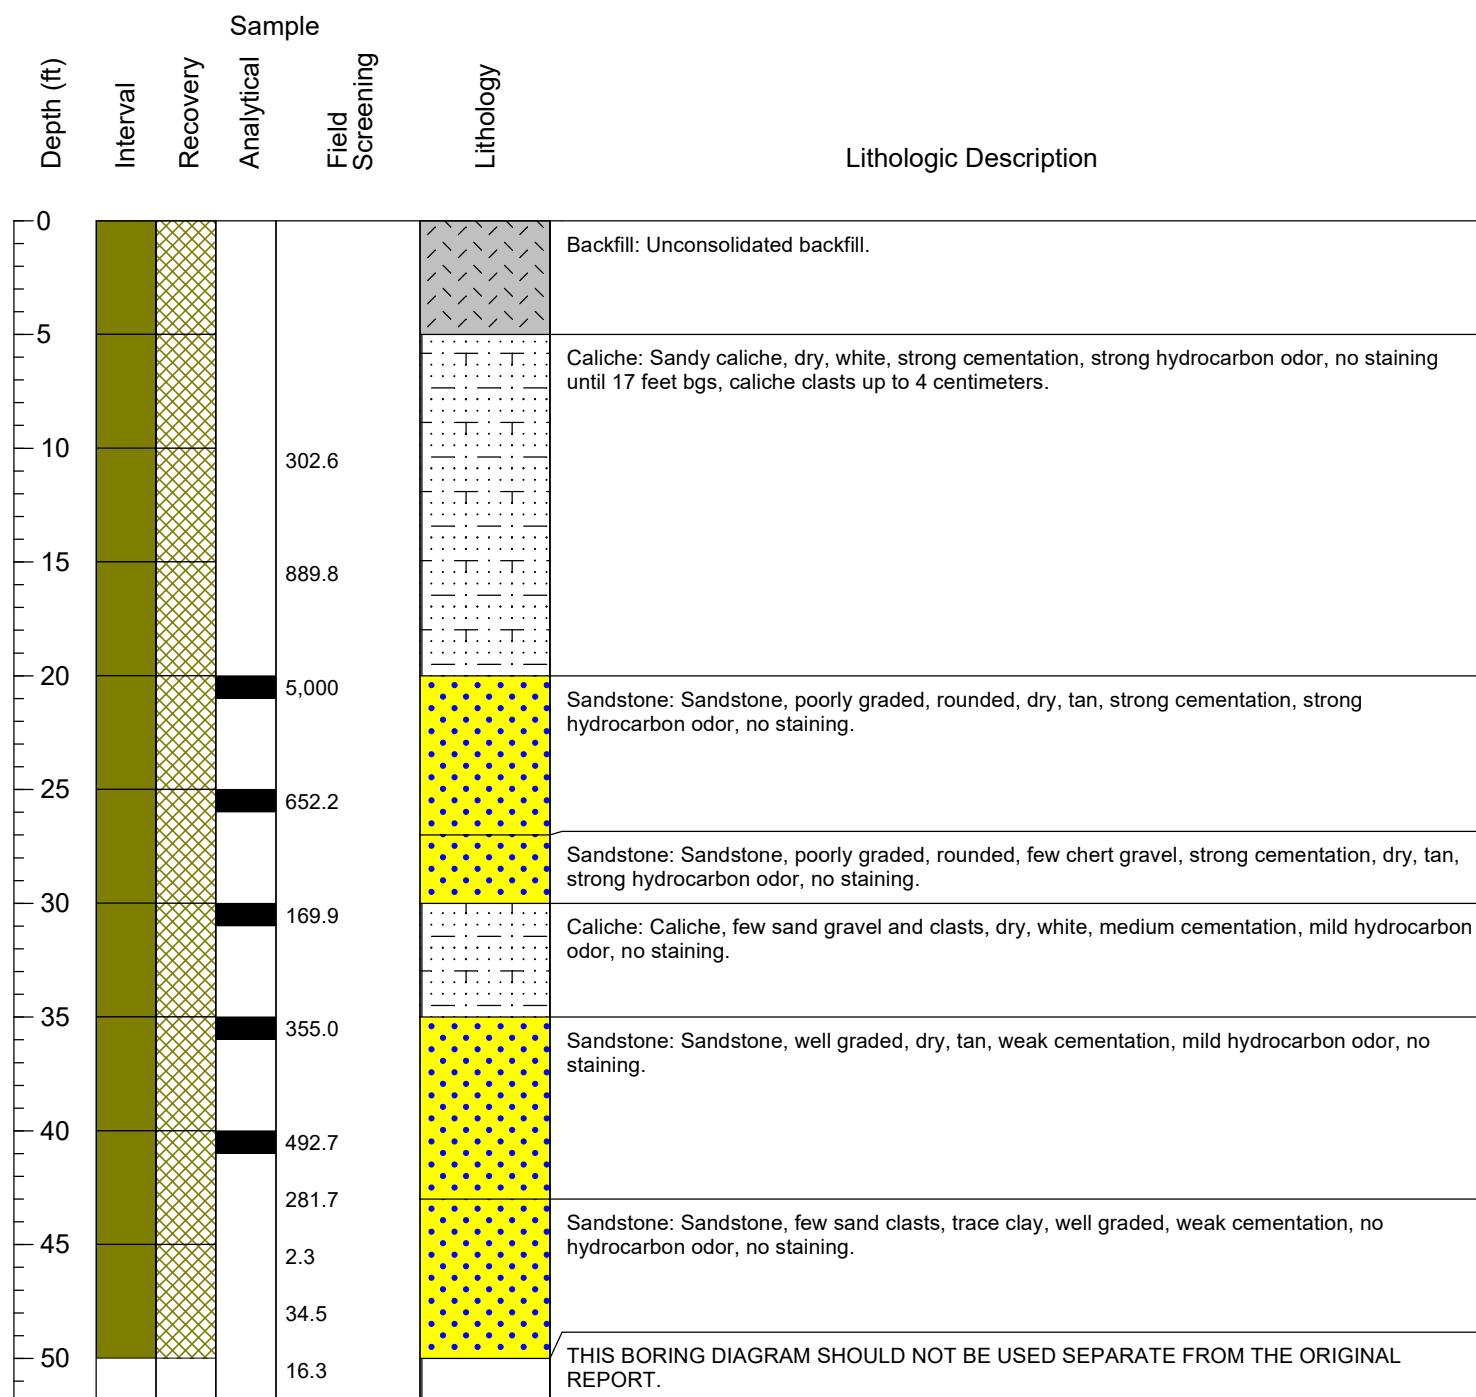 Sample
Depth (ft)
Interval
Recovery
Analytical
Field
Screening
Lithology
Lithologic Description
0
Backfill: Unconsolidated backfill.
5
Caliche: Sandy caliche, dry, white, strong cementation, strong hydrocarbon odor, no staining
until 17 feet bgs, caliche clasts up to 4 centimeters.
10
302.6
15
889.8
20
5,000
Sandstone: Sandstone, poorly graded, rounded, dry, tan, strong cementation, strong
hydrocarbon odor, no staining.
25
652.2
Sandstone: Sandstone, poorly graded, rounded, few chert gravel, strong cementation, dry, tan,
strong hydrocarbon odor, no staining.
30
169.9
Caliche: Caliche, few sand gravel and clasts, dry, white, medium cementation, mild hydrocarbon
odor, no staining.
35
355.0
Sandstone: Sandstone, well graded, dry, tan, weak cementation, mild hydrocarbon odor, no
staining.
40
492.7
281.7
Sandstone: Sandstone, few sand clasts, trace clay, well graded, weak cementation, no
hydrocarbon odor, no staining.
45
2.3
34.5
50
16.3
THIS BORING DIAGRAM SHOULD NOT BE USED SEPARATE FROM THE ORIGINAL
REPORT.